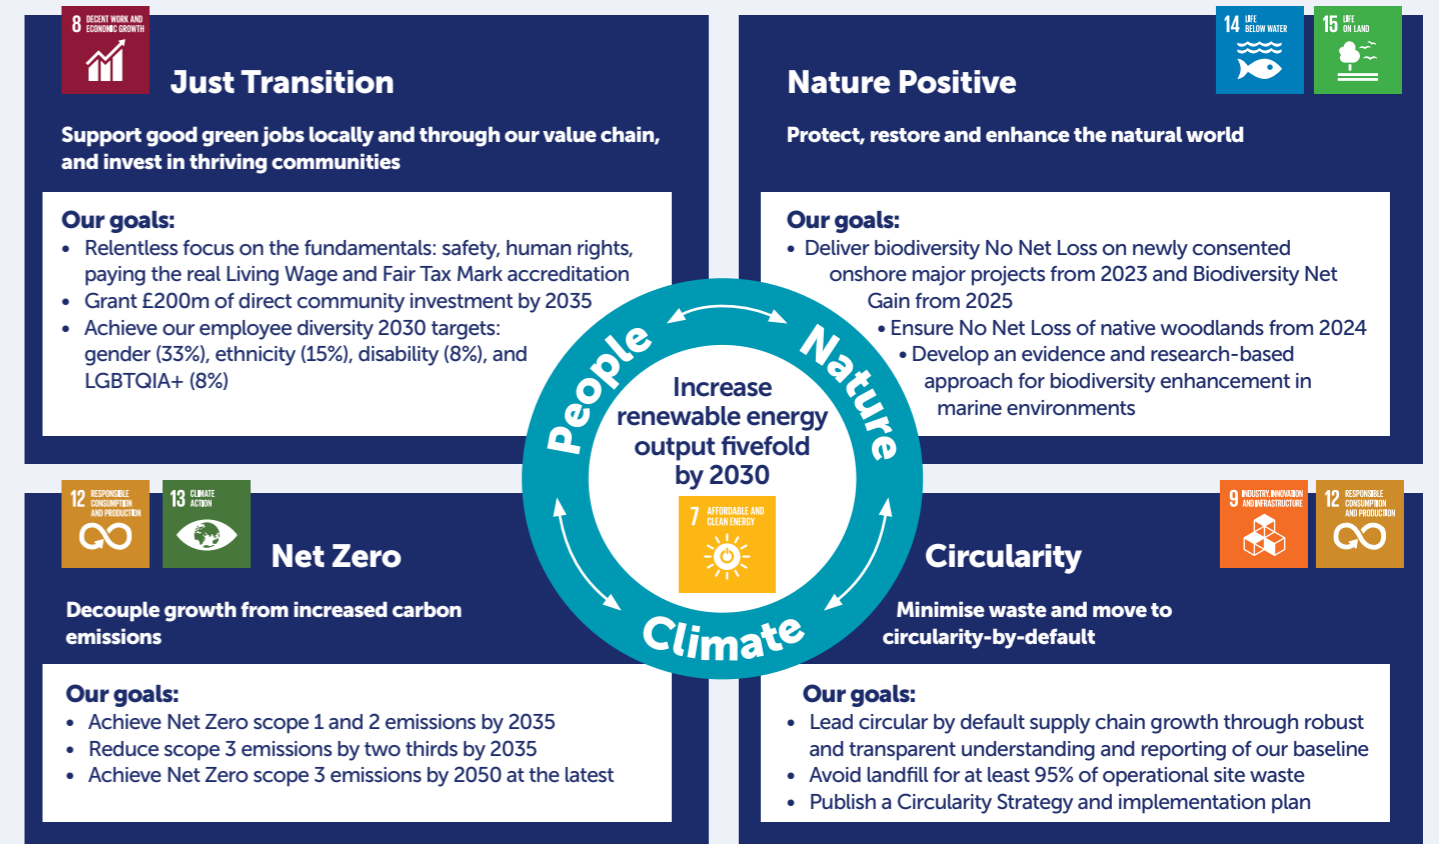 8 DECENT WORK AND
ECONOMIC GROWTH
Just Transition
Support good green jobs locally and through our value chain,
and invest in thriving communities
Our goals:
• Relentless focus on the fundamentals: safety, human rights,
paying the real Living Wage and Fair Tax Mark accreditation
• Grant £200m of direct community investment by 2035
• Achieve our employee diversity 2030 targets:
gender (33%), ethnicity (15%), disability (8%), and
LGBTQIA+ (8%)
14 LIFE
BELOW WATER
15 LIFE
ON LAND
Nature Positive
Protect, restore and enhance the natural world
Our goals:
• Deliver biodiversity No Net Loss on newly consented
onshore major projects from 2023 and Biodiversity Net
Gain from 2025
• Ensure No Net Loss of native woodlands from 2024
• Develop an evidence and research-based
approach for biodiversity enhancement in
marine environments
People
Nature
Climate
Increase
renewable energy
output fivefold
by 2030
7 AFFORDABLE AND
CLEAN ENERGY
12 RESPONSIBLE
CONSUMPTION
AND PRODUCTION
13 CLIMATE
ACTION
Net Zero
Decouple growth from increased carbon
emissions
Our goals:
• Achieve Net Zero scope 1 and 2 emissions by 2035
• Reduce scope 3 emissions by two thirds by 2035
• Achieve Net Zero scope 3 emissions by 2050 at the latest
9 INDUSTRY, INNOVATION
AND INFRASTRUCTURE
12 RESPONSIBLE
CONSUMPTION
AND PRODUCTION
Circularity
Minimise waste and move to
circularity-by-default
Our goals:
• Lead circular by default supply chain growth through robust
and transparent understanding and reporting of our baseline
• Avoid landfill for at least 95% of operational site waste
• Publish a Circularity Strategy and implementation plan